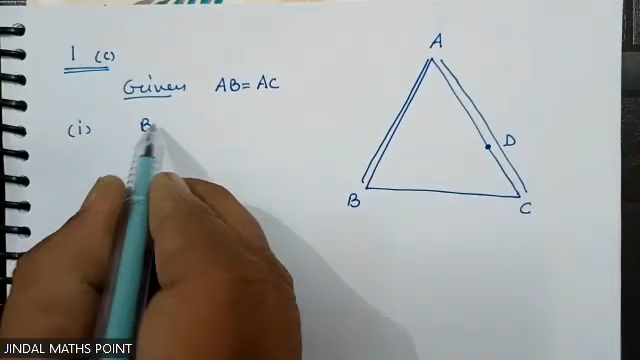 1 (c)
Given AB = AC
(i) B
A
D
B
C
JINDAL MATHS POINT